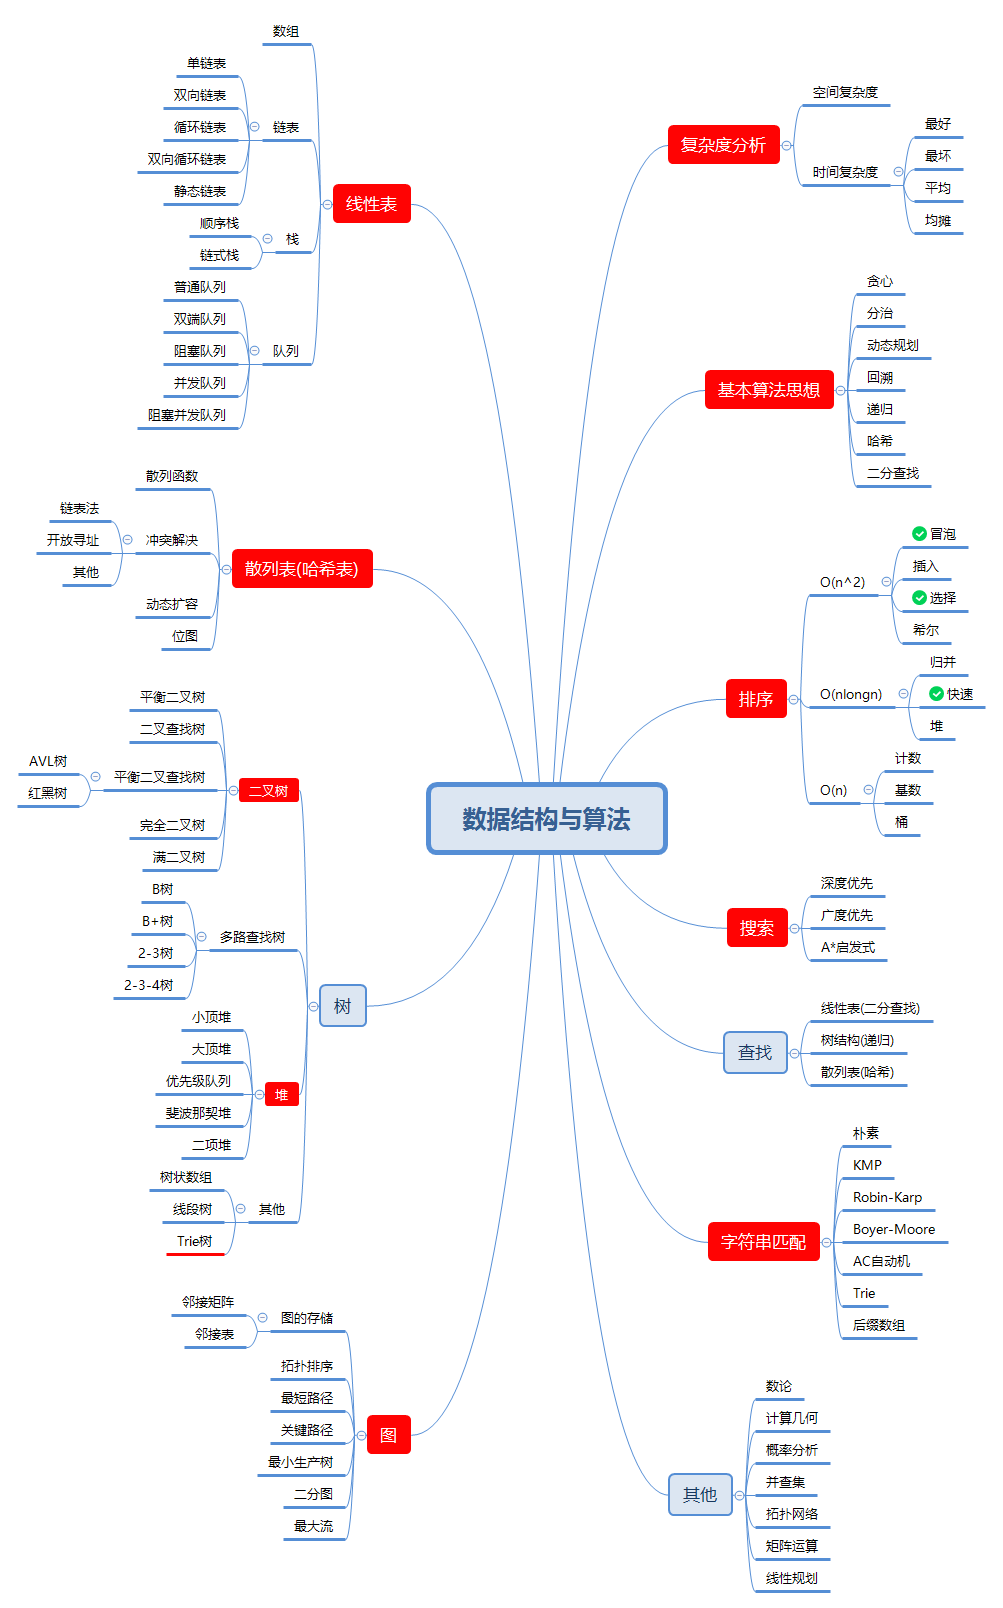 数据结构与算法
复杂度分析
空间复杂度
时间复杂度
最好
最坏
平均
均摊
基本算法思想
贪心
分治
动态规划
回溯
递归
哈希
二分查找
排序
O(n^2)
冒泡
插入
选择
希尔
O(nlongn)
归并
快速
堆
O(n)
计数
基数
桶
搜索
深度优先
广度优先
A*启发式
查找
线性表(二分查找)
树结构(递归)
散列表(哈希)
字符串匹配
朴素
KMP
Robin-Karp
Boyer-Moore
AC自动机
Trie
后缀数组
其他
数论
计算几何
概率分析
并查集
拓扑网络
矩阵运算
线性规划
线性表
数组
链表
单链表
双向链表
循环链表
双向循环链表
静态链表
栈
顺序栈
链式栈
队列
普通队列
双端队列
阻塞队列
并发队列
阻塞并发队列
散列表(哈希表)
散列函数
冲突解决
链表法
开放寻址
其他
动态扩容
位图
树
二叉树
平衡二叉树
二叉查找树
平衡二叉查找树
AVL树
红黑树
完全二叉树
满二叉树
多路查找树
B树
B+树
2-3树
2-3-4树
堆
小顶堆
大顶堆
优先级队列
斐波那契堆
二项堆
其他
树状数组
线段树
Trie树
图
图的存储
邻接矩阵
邻接表
拓扑排序
最短路径
关键路径
最小生产树
二分图
最大流